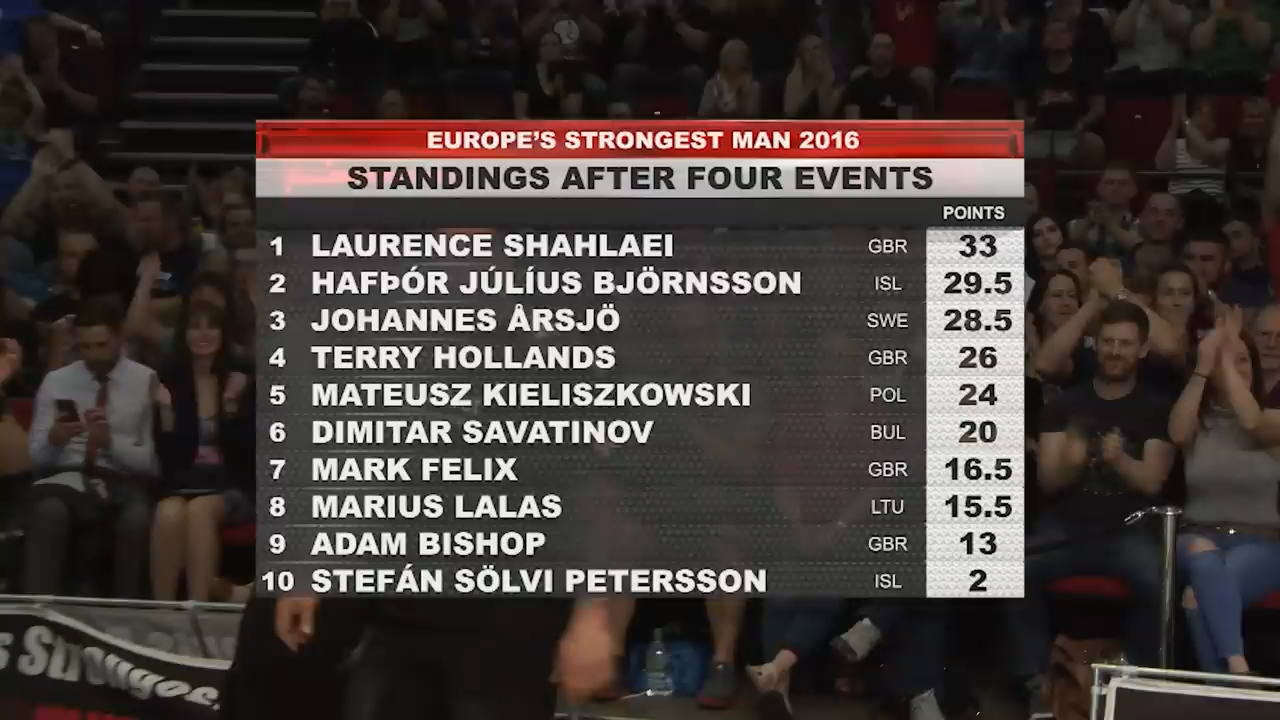 EUROPE'S STRONGEST MAN 2016
STANDINGS AFTER FOUR EVENTS
POINTS
1 LAURENCE SHAHLAEI GBR 33
2 HAFÞÓR JÚLÍUS BJÖRNSSON ISL 29.5
3 JOHANNES ÅRSJÖ SWE 28.5
4 TERRY HOLLANDS GBR 26
5 MATEUSZ KIELISZKOWSKI POL 24
6 DIMITAR SAVATINOV BUL 20
7 MARK FELIX GBR 16.5
8 MARIUS LALAS LTU 15.5
9 ADAM BISHOP GBR 13
10 STEFÁN SÖLVI PETERSSON ISL 2